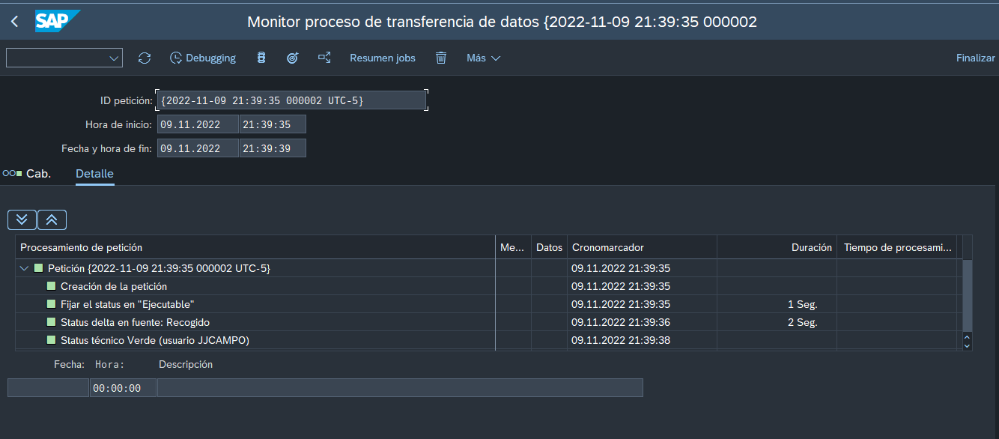 SAP Monitor proceso de transferencia de datos {2022-11-09 21:39:35 000002
Debugging Resumen jobs Más Finalizar
ID petición: {2022-11-09 21:39:35 000002 UTC-5}
Hora de inicio: 09.11.2022 21:39:35
Fecha y hora de fin: 09.11.2022 21:39:39
Cab. Detalle
Procesamiento de petición Me... Datos Cronomarcador Duración Tiempo de procesami...
Petición {2022-11-09 21:39:35 000002 UTC-5} 09.11.2022 21:39:35
Creación de la petición 09.11.2022 21:39:35
Fijar el status en "Ejecutable" 09.11.2022 21:39:35 1 Seg.
Status delta en fuente: Recogido 09.11.2022 21:39:36 2 Seg.
Status técnico Verde (usuario JJCAMPO) 09.11.2022 21:39:38
Fecha: Hora: Descripción
00:00:00